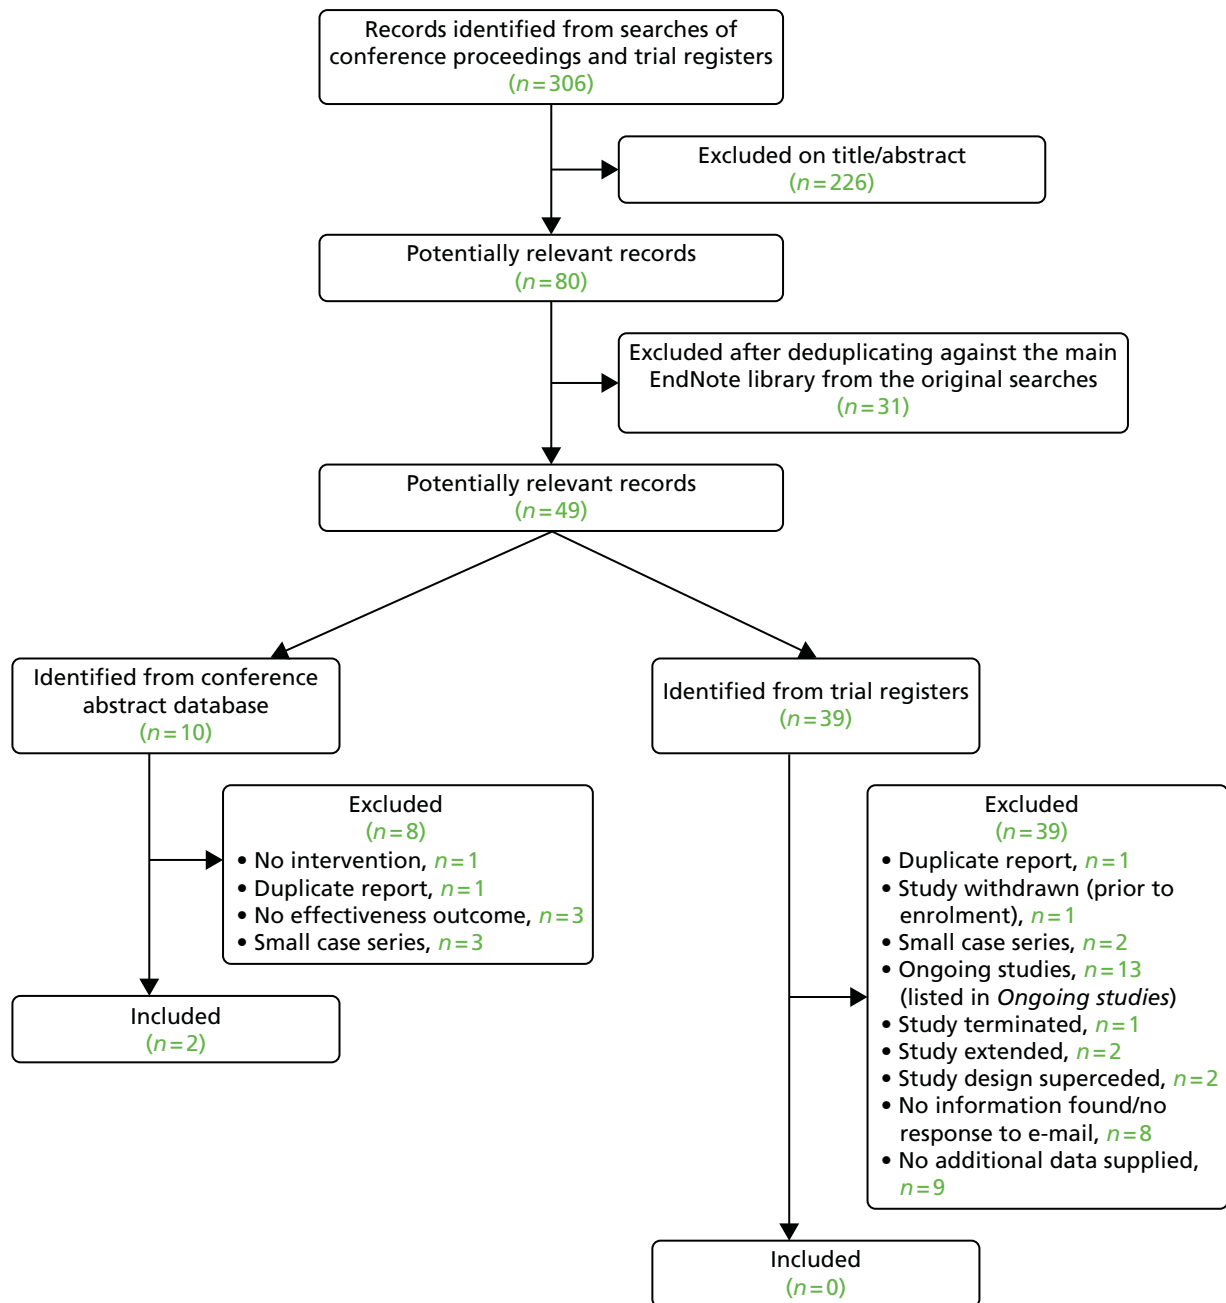 Records identified from searches of
conference proceedings and trial registers
(n=306)
Excluded on title/abstract
(n=226)
Potentially relevant records
(n=80)
Excluded after deduplicating against the main
EndNote library from the original searches
(n=31)
Potentially relevant records
(n=49)
Identified from conference
abstract database
(n=10)
Excluded
(n=8)
• No intervention, n=1
• Duplicate report, n=1
• No effectiveness outcome, n=3
• Small case series, n=3
Included
(n=2)
Identified from trial registers
(n=39)
Excluded
(n=39)
• Duplicate report, n=1
• Study withdrawn (prior to
enrolment), n=1
• Small case series, n=2
• Ongoing studies, n=13
(listed in Ongoing studies)
• Study terminated, n=1
• Study extended, n=2
• Study design superceded, n=2
• No information found/no
response to e-mail, n=8
• No additional data supplied,
n=9
Included
(n=0)